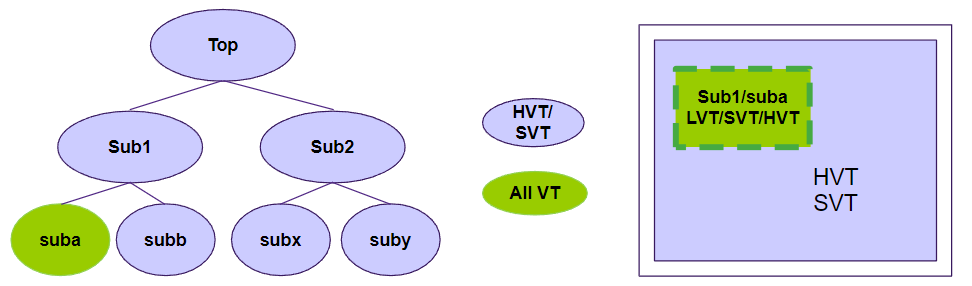 Top
Sub1
Sub2
suba
subb
subx
suby
HVT/
SVT
All VT
Sub1/suba
LVT/SVT/HVT
HVT
SVT